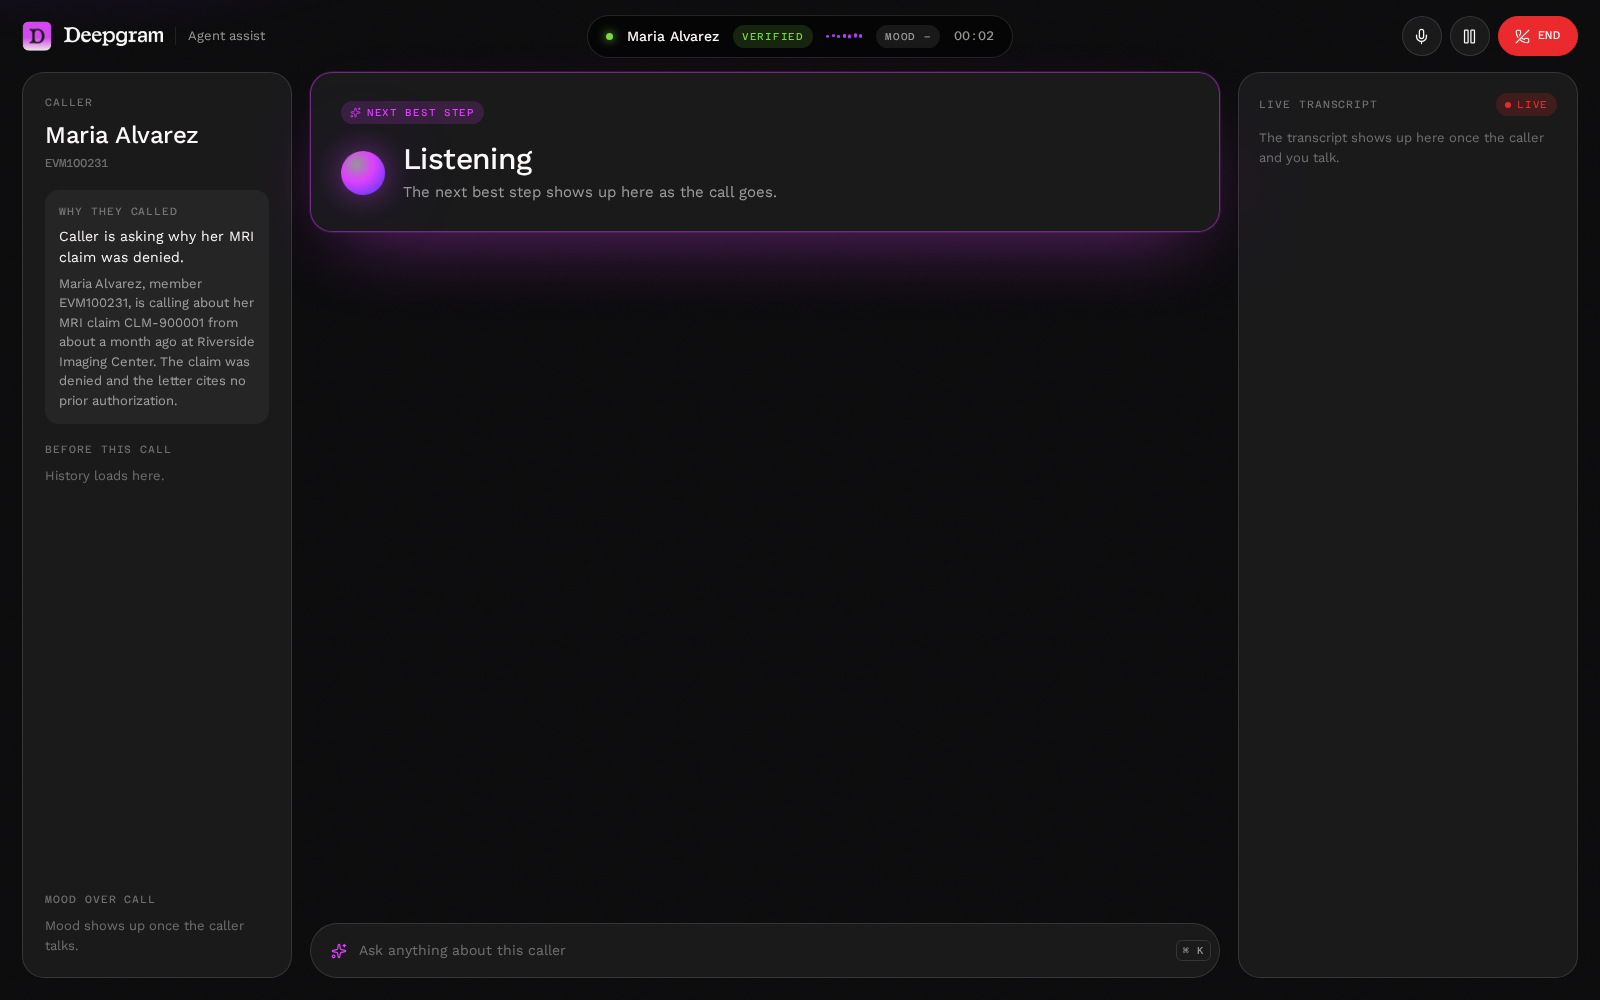 D Deepgram Agent assist
Maria Alvarez VERIFIED MOOD – 00:02
END
CALLER
Maria Alvarez
EVM100231
WHY THEY CALLED
Caller is asking why her MRI
claim was denied.
Maria Alvarez, member
EVM100231, is calling about her
MRI claim CLM-900001 from
about a month ago at Riverside
Imaging Center. The claim was
denied and the letter cites no
prior authorization.
BEFORE THIS CALL
History loads here.
MOOD OVER CALL
Mood shows up once the caller
talks.
NEXT BEST STEP
Listening
The next best step shows up here as the call goes.
Ask anything about this caller ⌘ K
LIVE TRANSCRIPT LIVE
The transcript shows up here once the caller
and you talk.